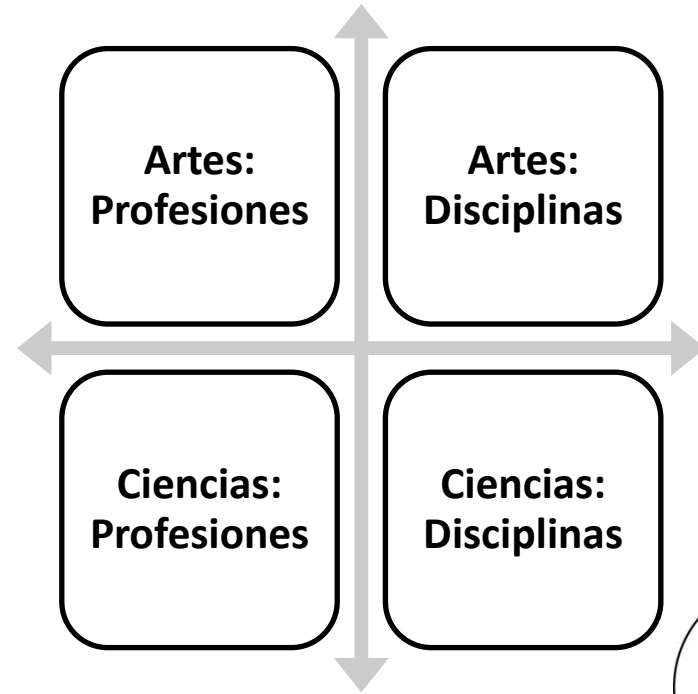 Artes:
Profesiones
Artes:
Disciplinas
Ciencias:
Profesiones
Ciencias:
Disciplinas